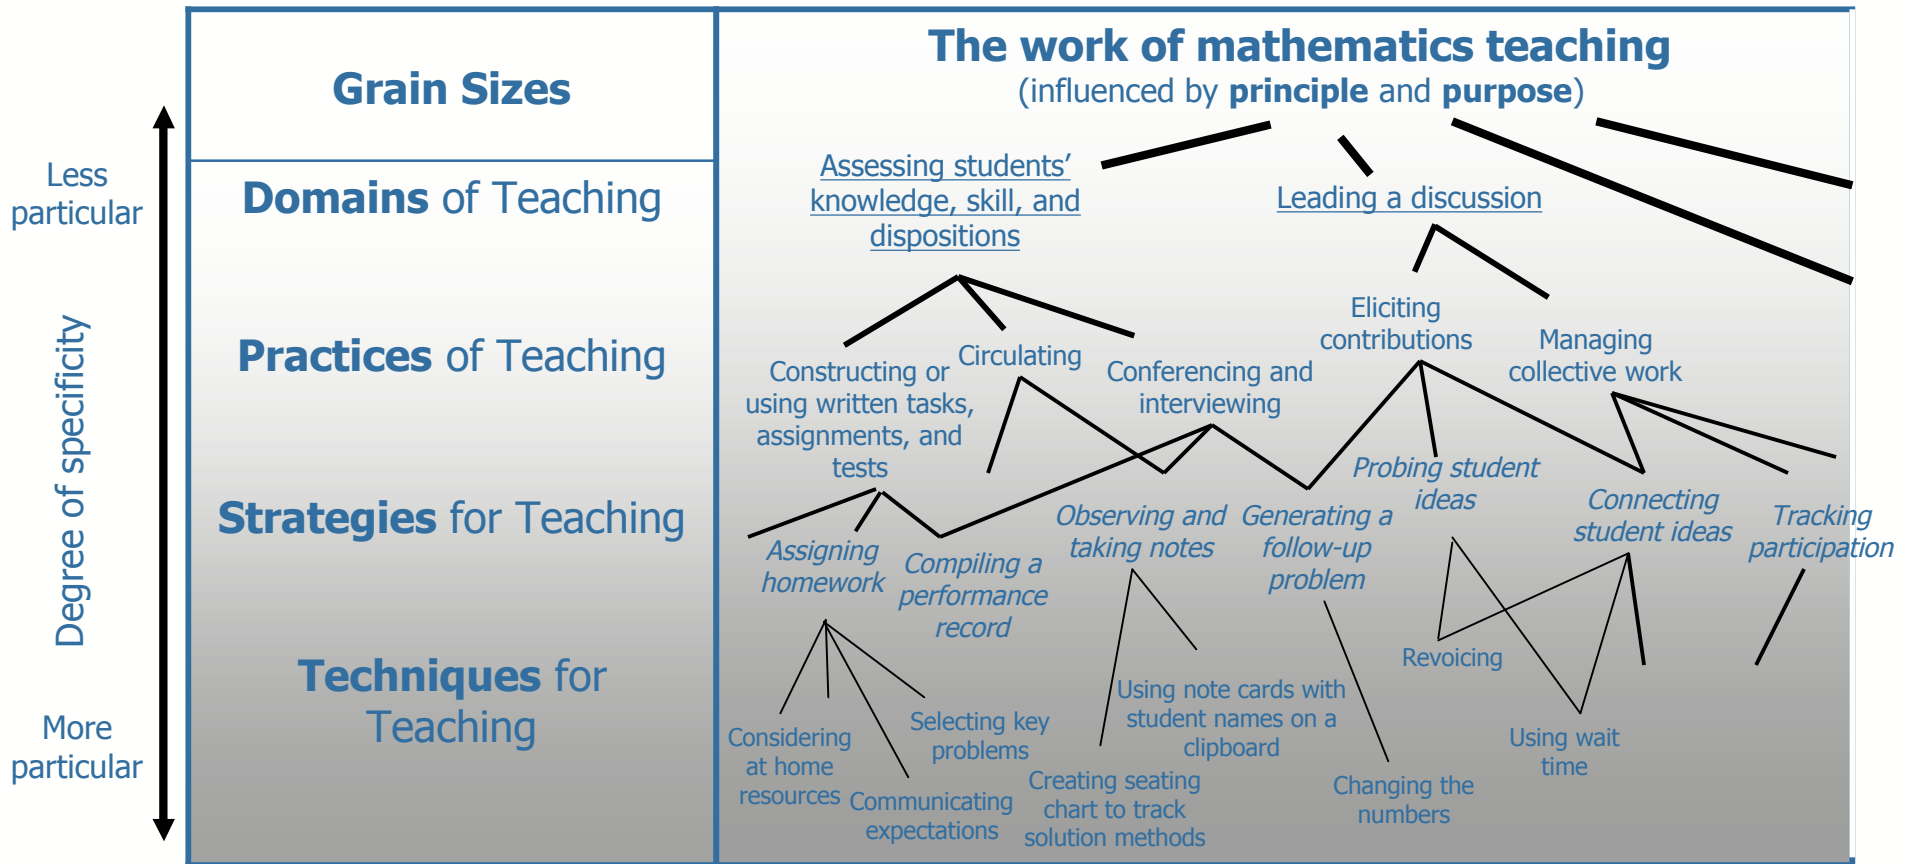 Grain Sizes
The work of mathematics teaching
(influenced by principle and purpose)
Less
particular
Degree of specificity
More
particular
Domains of Teaching
Practices of Teaching
Strategies for Teaching
Techniques for
Teaching
Assessing students’
knowledge, skill, and
dispositions
Leading a discussion
Constructing or
using written tasks,
assignments, and
tests
Circulating
Conferencing and
interviewing
Eliciting
contributions
Managing
collective work
Assigning
homework
Compiling a
performance
record
Observing and
taking notes
Generating a
follow-up
problem
Probing student
ideas
Connecting
student ideas
Tracking
participation
Considering
at home
resources
Communicating
expectations
Selecting key
problems
Creating seating
chart to track
solution methods
Using note cards with
student names on a
clipboard
Changing the
numbers
Revoicing
Using wait
time